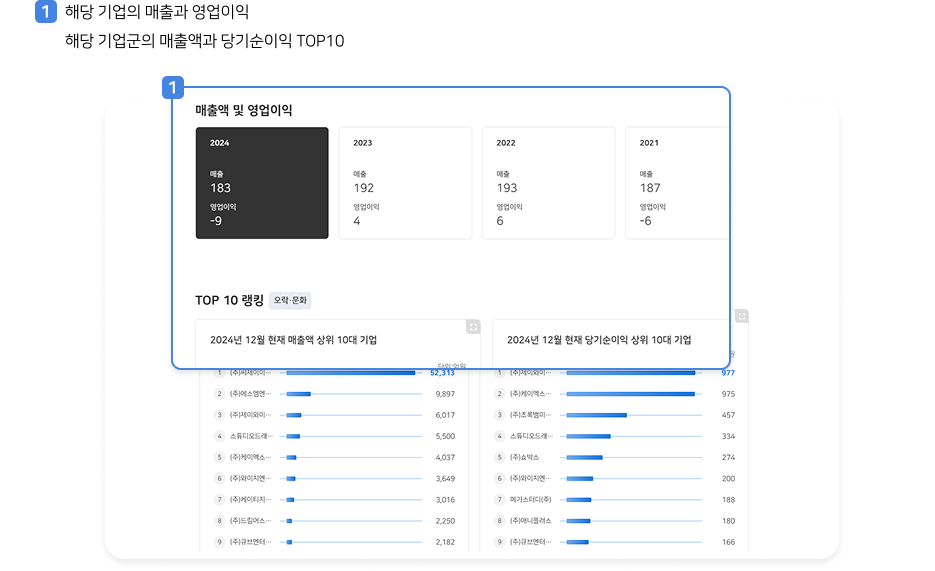 1 해당 기업의 매출과 영업이익
해당 기업군의 매출액과 당기순이익 TOP10
1
매출액 및 영업이익
2024 2023 2022 2021
매출 매출 매출 매출
183 192 193 187
영업이익 영업이익 영업이익 영업이익
-9 4 6 -6
TOP 10 랭킹 오락·문화
2024년 12월 현재 매출액 상위 10대 기업
단위:억원
1 (주)씨제이이… 52,313
2 (주)에스엠엔… 9,897
3 (주)제이와이… 6,017
4 스튜디오드래… 5,500
5 (주)케이엑스… 4,037
6 (주)와이지엔… 3,649
7 (주)케이티지… 3,016
8 (주)드림어스… 2,250
9 (주)큐브엔터… 2,182
2024년 12월 현재 당기순이익 상위 10대 기업
원
1 (주)제이와이… 977
2 (주)케이엑스… 975
3 (주)초록뱀미… 457
4 스튜디오드래… 334
5 (주)쇼박스 274
6 (주)와이지엔… 200
7 메가스터디(주) 188
8 (주)애니플러스 180
9 (주)큐브엔터… 166